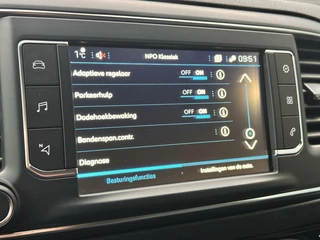 1°C NPO Klassiek 09:51
Adaptieve regelaar OFF ON
Parkeerhulp OFF ON
Dodehoekbewaking OFF ON
Bandenspan.contr.
Diagnose
Besturingsfuncties Instellingen van de auto.